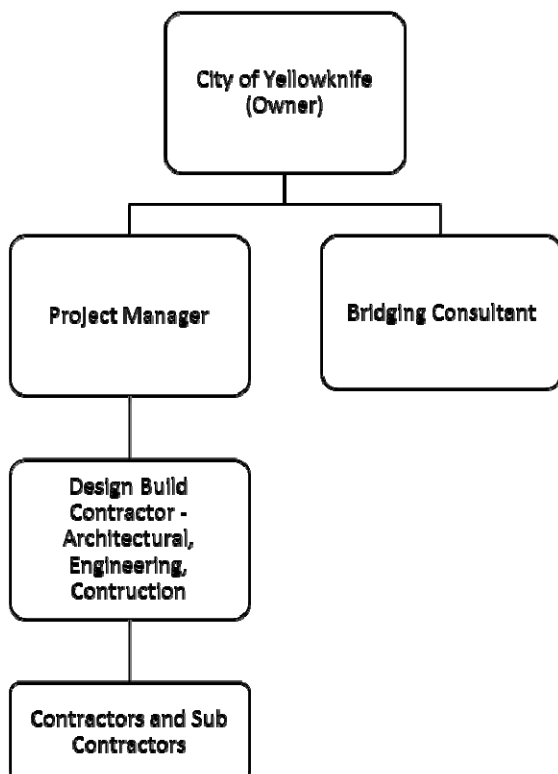 City of Yellowknife
(Owner)
Project Manager
Bridging Consultant
Design Build
Contractor -
Architectural,
Engineering,
Contruction
Contractors and Sub
Contractors